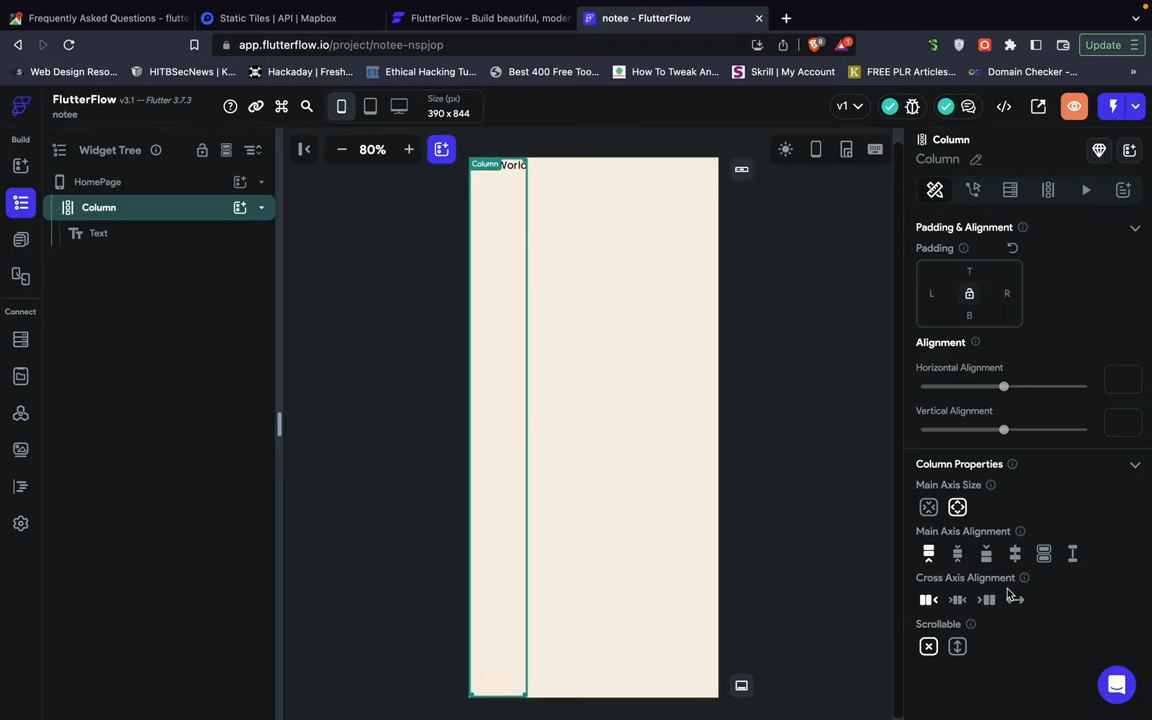 Frequently Asked Questions - flutte
Static Tiles | API | Mapbox
FlutterFlow - Build beautiful, moder
notee - FlutterFlow
app.flutterflow.io/project/notee-nspjop
8
1
Update
Web Design Reso...
HITBSecNews | K...
Hackaday | Fresh...
Ethical Hacking Tu...
Best 400 Free Too...
How To Tweak An...
Skrill | My Account
FREE PLR Articles...
Domain Checker -...
FlutterFlow v3.1 - Flutter 3.7.3
notee
Size (px)
390 x 844
v1
Build
Widget Tree
80%
Column
Column
HomePage
Column
Text
Connect
Column
World
Padding & Alignment
Padding
T
L
R
B
Alignment
Horizontal Alignment
Vertical Alignment
Column Properties
Main Axis Size
Main Axis Alignment
Cross Axis Alignment
Scrollable